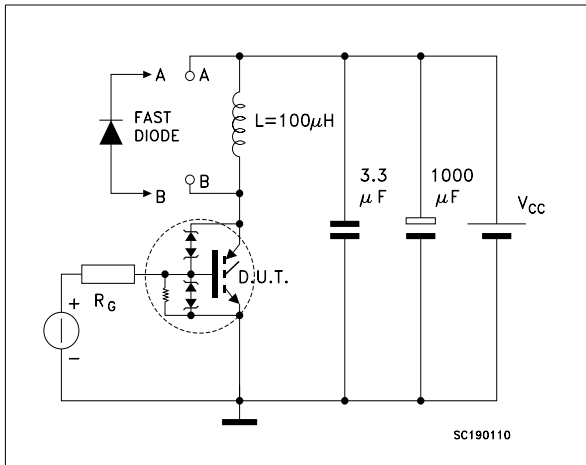 A
A
FAST
DIODE
L=100μH
B
B
3.3
μF
1000
μF
VCC
D.U.T.
RG
+
−
SC190110